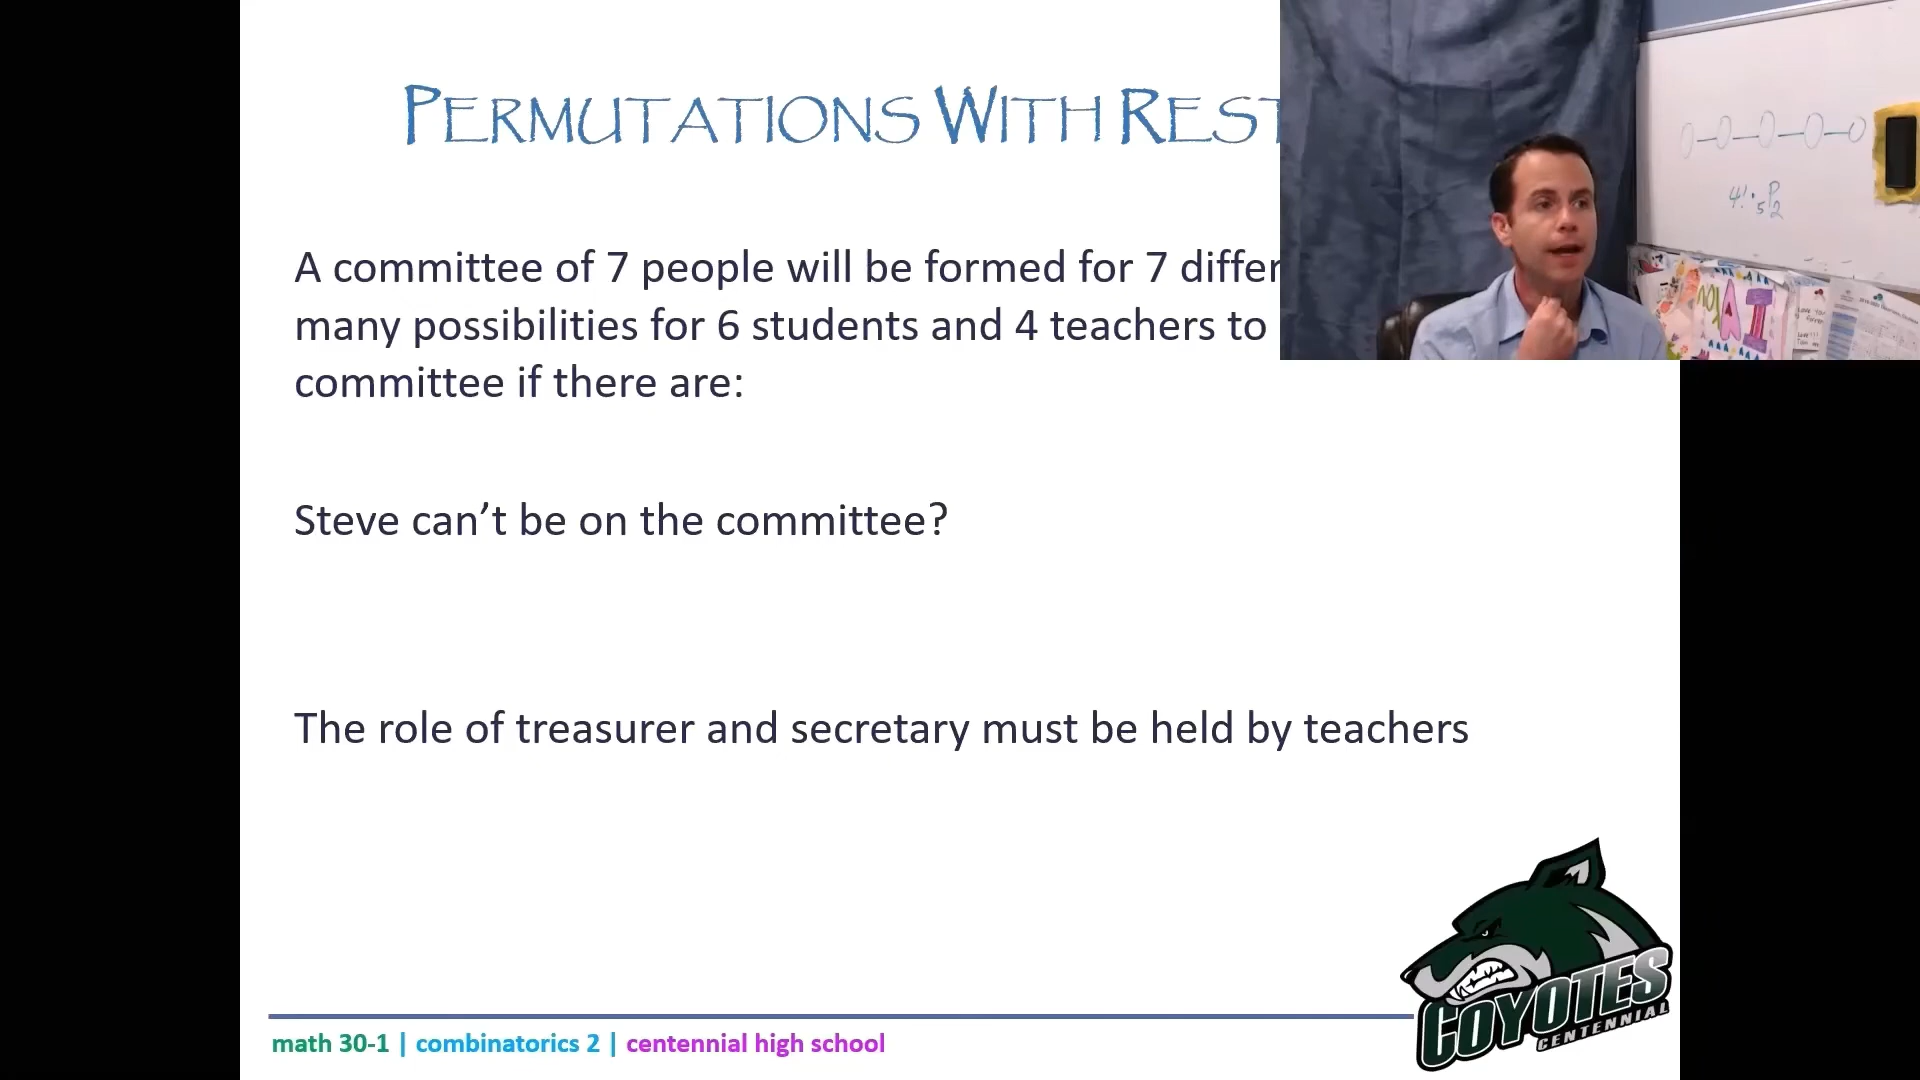 PERMUTATIONS WITH REST
A committee of 7 people will be formed for 7 differ
many possibilities for 6 students and 4 teachers to
committee if there are:
4! · ₅P₂
Steve can’t be on the committee?
The role of treasurer and secretary must be held by teachers
COYOTES
CENTENNIAL
math 30-1 | combinatorics 2 | centennial high school